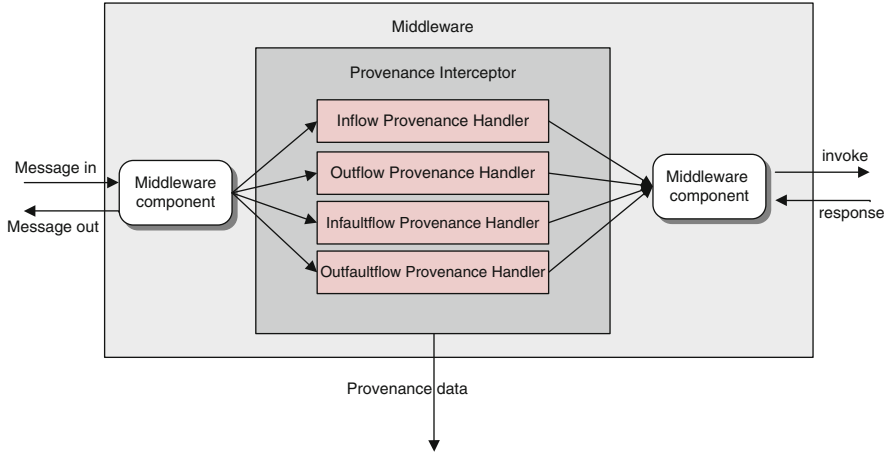 Middleware
Provenance Interceptor
Inflow Provenance Handler
Message in
Middleware
component
Outflow Provenance Handler
Middleware
component
invoke
Message out
Infaultflow Provenance Handler
response
Outfaultflow Provenance Handler
Provenance data